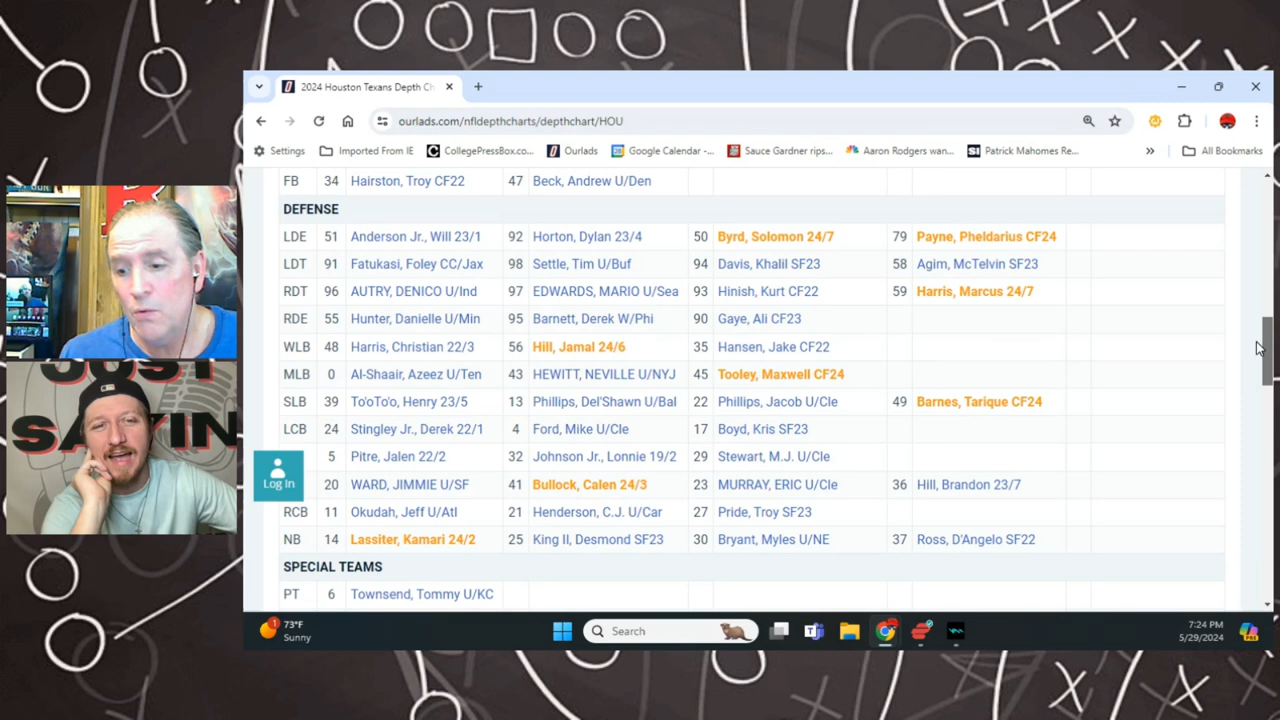 2024 Houston Texans Depth Ch
ourlads.com/nfldepthcharts/depthchart/HOU
Settings Imported From IE CollegePressBox.co... Ourlads Google Calendar -... Sauce Gardner rips... Aaron Rodgers wan... Patrick Mahomes Re... » All Bookmarks
FB 34 Hairston, Troy CF22 47 Beck, Andrew U/Den
DEFENSE
LDE 51 Anderson Jr., Will 23/1 92 Horton, Dylan 23/4 50 Byrd, Solomon 24/7 79 Payne, Pheldarius CF24
LDT 91 Fatukasi, Foley CC/Jax 98 Settle, Tim U/Buf 94 Davis, Khalil SF23 58 Agim, McTelvin SF23
RDT 96 AUTRY, DENICO U/Ind 97 EDWARDS, MARIO U/Sea 93 Hinish, Kurt CF22 59 Harris, Marcus 24/7
RDE 55 Hunter, Danielle U/Min 95 Barnett, Derek W/Phi 90 Gaye, Ali CF23
WLB 48 Harris, Christian 22/3 56 Hill, Jamal 24/6 35 Hansen, Jake CF22
MLB 0 Al-Shaair, Azeez U/Ten 43 HEWITT, NEVILLE U/NYJ 45 Tooley, Maxwell CF24
SLB 39 To'oTo'o, Henry 23/5 13 Phillips, Del'Shawn U/Bal 22 Phillips, Jacob U/Cle 49 Barnes, Tarique CF24
LCB 24 Stingley Jr., Derek 22/1 4 Ford, Mike U/Cle 17 Boyd, Kris SF23
5 Pitre, Jalen 22/2 32 Johnson Jr., Lonnie 19/2 29 Stewart, M.J. U/Cle
20 WARD, JIMMIE U/SF 41 Bullock, Calen 24/3 23 MURRAY, ERIC U/Cle 36 Hill, Brandon 23/7
Log In
RCB 11 Okudah, Jeff U/Atl 21 Henderson, C.J. U/Car 27 Pride, Troy SF23
NB 14 Lassiter, Kamari 24/2 25 King II, Desmond SF23 30 Bryant, Myles U/NE 37 Ross, D'Angelo SF22
SPECIAL TEAMS
PT 6 Townsend, Tommy U/KC
JUST
SAYIN
1 73°F
Sunny
Search
7:24 PM
5/29/2024